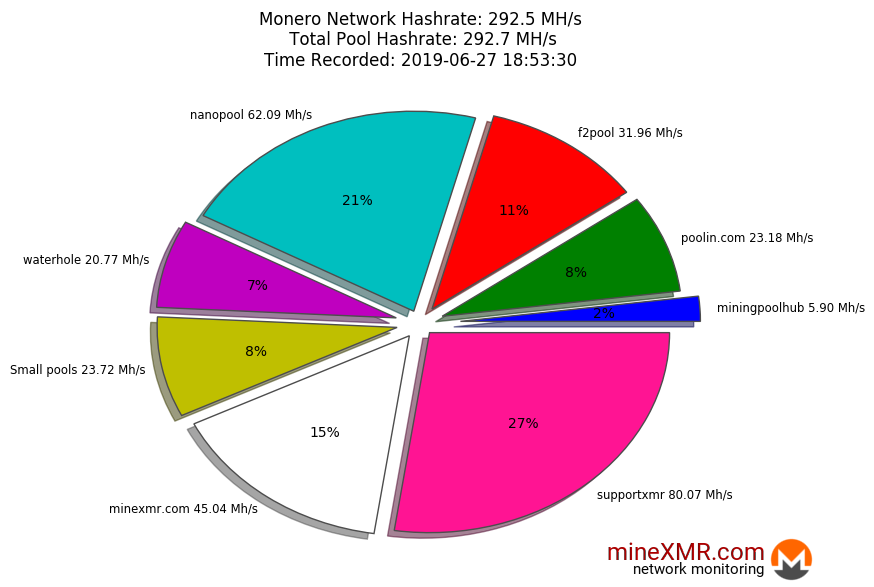 Monero Network Hashrate: 292.5 MH/s
Total Pool Hashrate: 292.7 MH/s
Time Recorded: 2019-06-27 18:53:30
nanopool 62.09 Mh/s
f2pool 31.96 Mh/s
21%
11%
poolin.com 23.18 Mh/s
waterhole 20.77 Mh/s
8%
7%
miningpoolhub 5.90 Mh/s
2%
8%
Small pools 23.72 Mh/s
27%
15%
supportxmr 80.07 Mh/s
minexmr.com 45.04 Mh/s
mineXMR.com
network monitoring